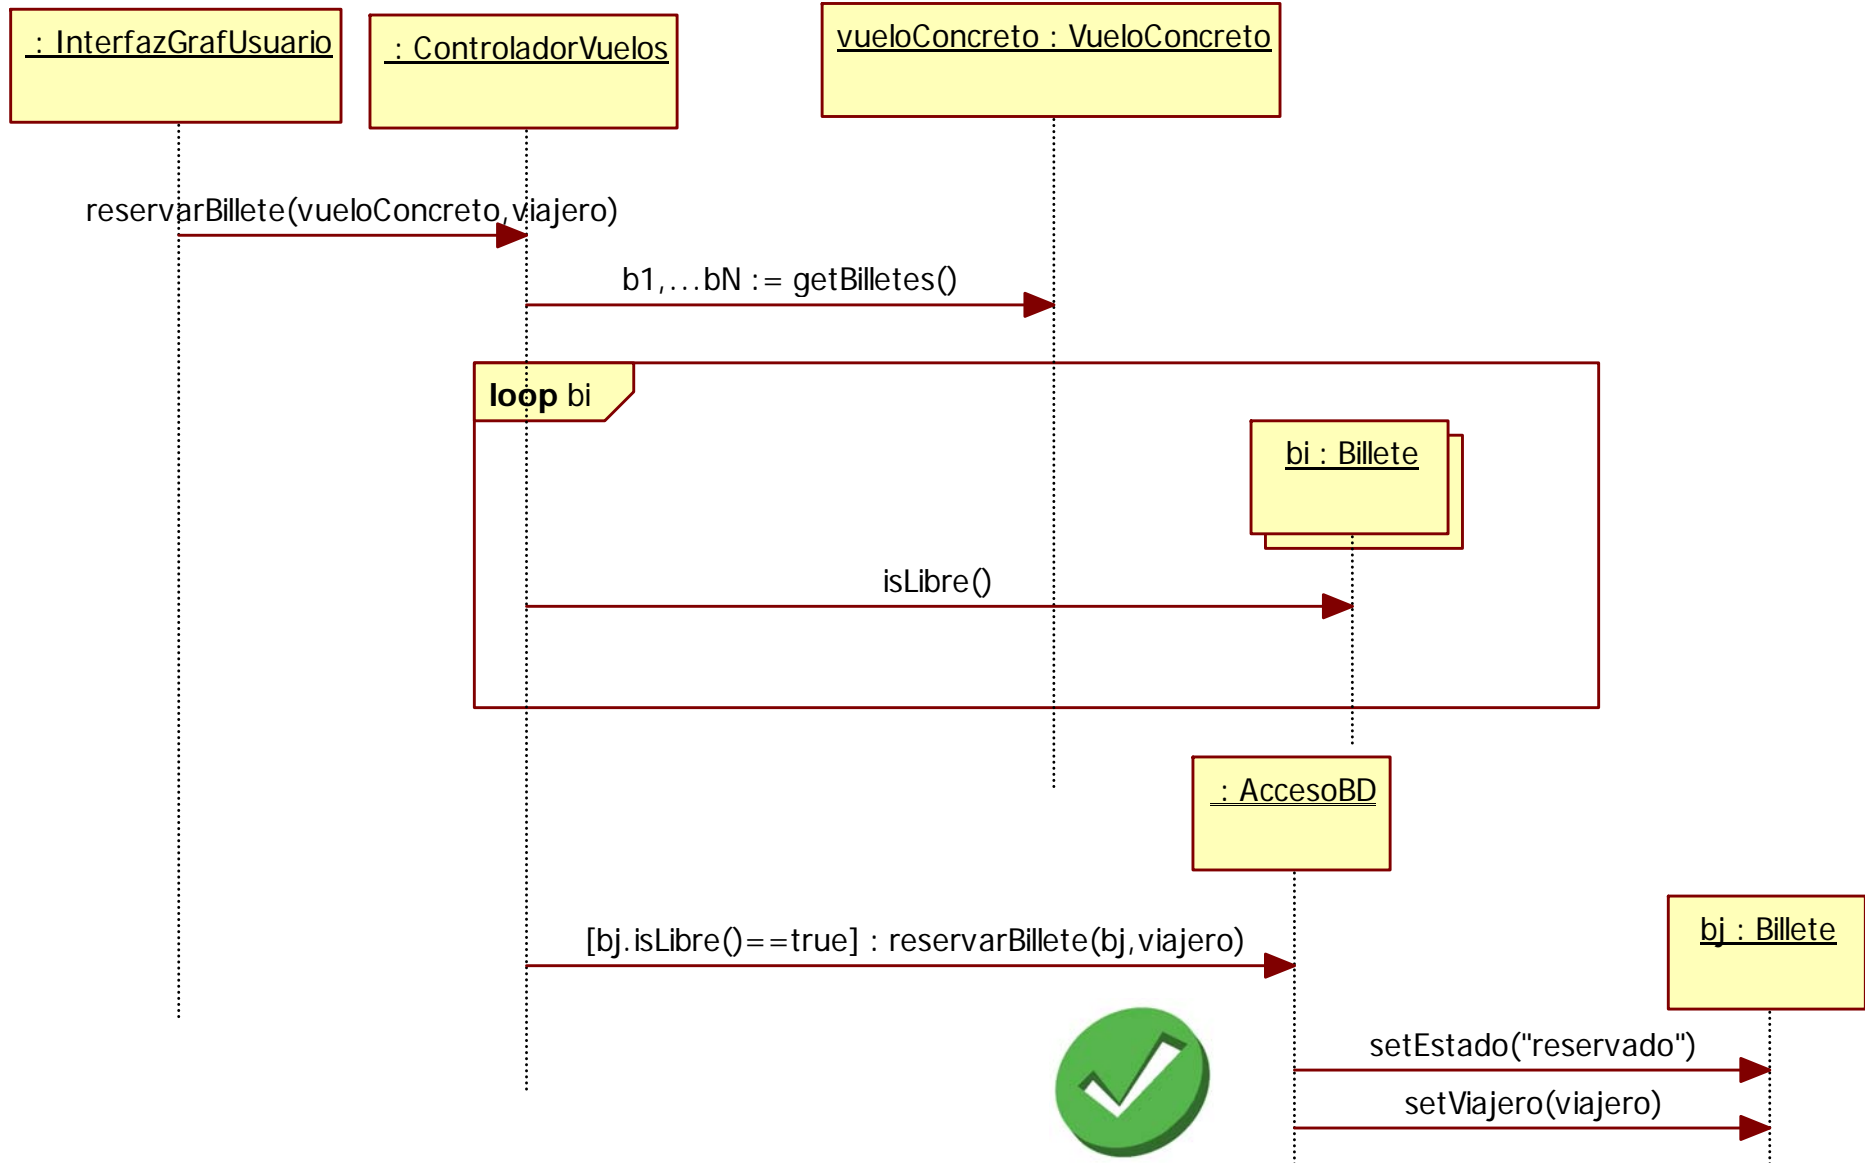 : InterfazGrafUsuario
: ControladorVuelos
vueloConcreto : VueloConcreto
reservarBillete(vueloConcreto,viajero)
b1,...bN := getBilletes()
loop bi
bi : Billete
isLibre()
: AccesoBD
[bj.isLibre()==true] : reservarBillete(bj,viajero)
bj : Billete
setEstado("reservado")
setViajero(viajero)